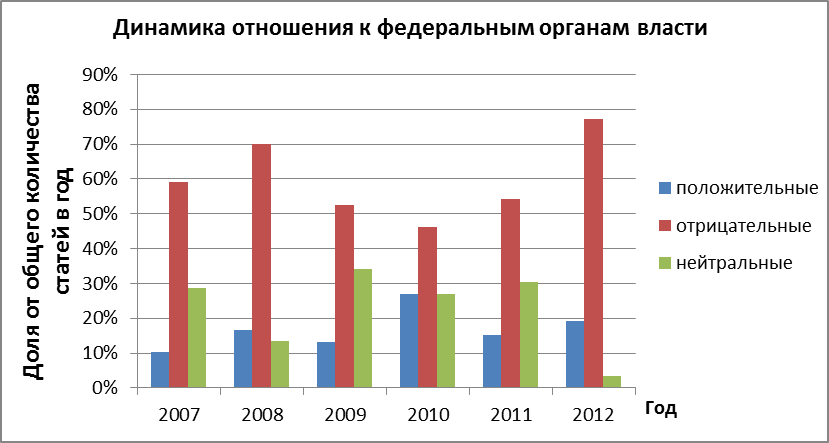 Динамика отношения к федеральным органам власти
Доля от общего количества
статей в год
90%
80%
70%
60%
50%
40%
30%
20%
10%
0%
2007 2008 2009 2010 2011 2012
Год
положительные
отрицательные
нейтральные